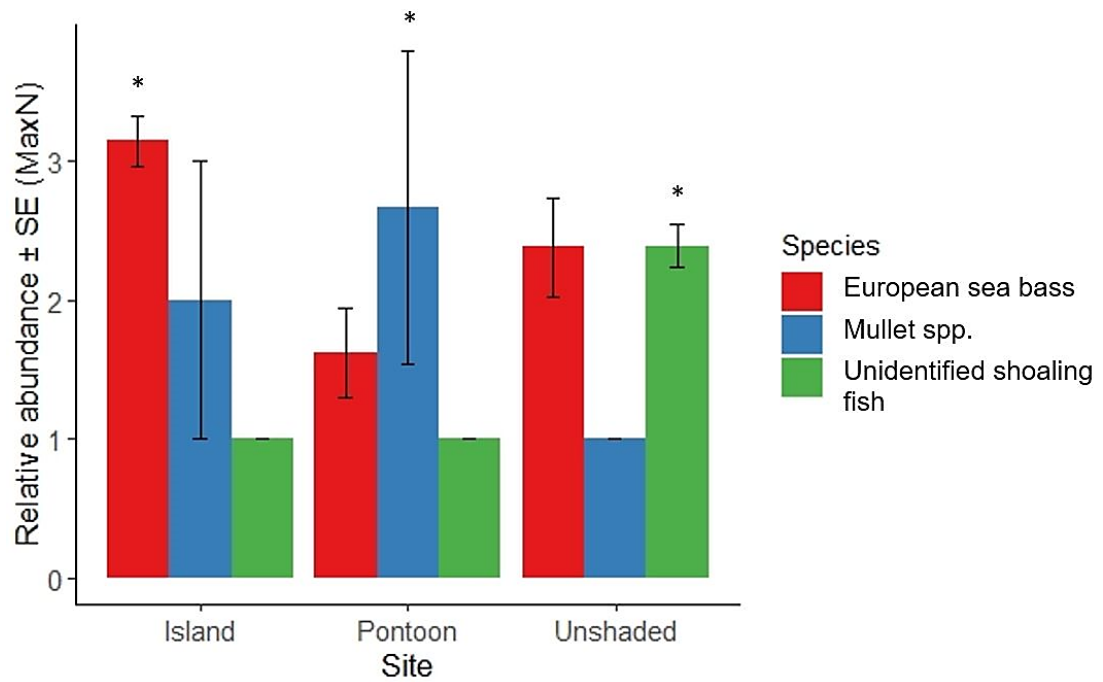 *
*
*
Relative abundance ± SE (MaxN)
3
2
1
0
Island
Pontoon
Unshaded
Site
Species
European sea bass
Mullet spp.
Unidentified shoaling
fish